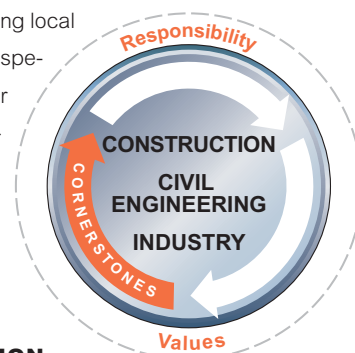 ng local
spe-
r
Responsibility
CONSTRUCTION
CIVIL
ENGINEERING
INDUSTRY
CORNERSTONES
Values